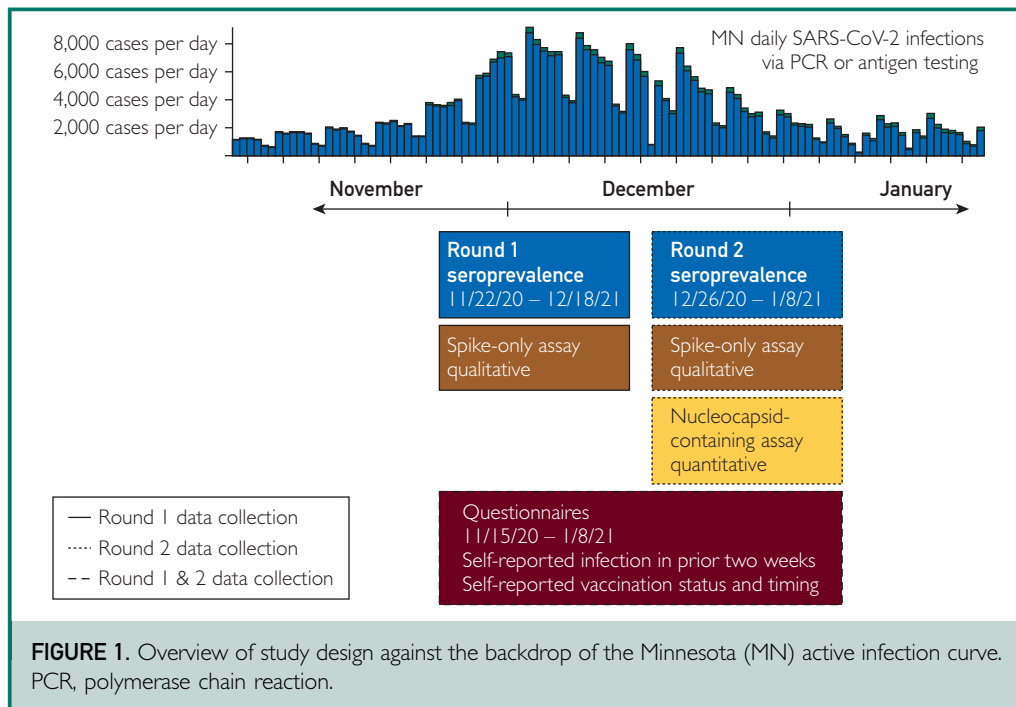 8,000 cases per day
6,000 cases per day
4,000 cases per day
2,000 cases per day
MN daily SARS-CoV-2 infections
via PCR or antigen testing
November
December
January
Round 1
seroprevalence
11/22/20 – 12/18/21
Round 2
seroprevalence
12/26/20 – 1/8/21
Spike-only assay
qualitative
Spike-only assay
qualitative
Nucleocapsid-
containing assay
quantitative
Questionnaires
11/15/20 – 1/8/21
Self-reported infection in prior two weeks
Self-reported vaccination status and timing
Round 1 data collection
Round 2 data collection
Round 1 & 2 data collection
FIGURE 1. Overview of study design against the backdrop of the Minnesota (MN) active infection curve.
PCR, polymerase chain reaction.